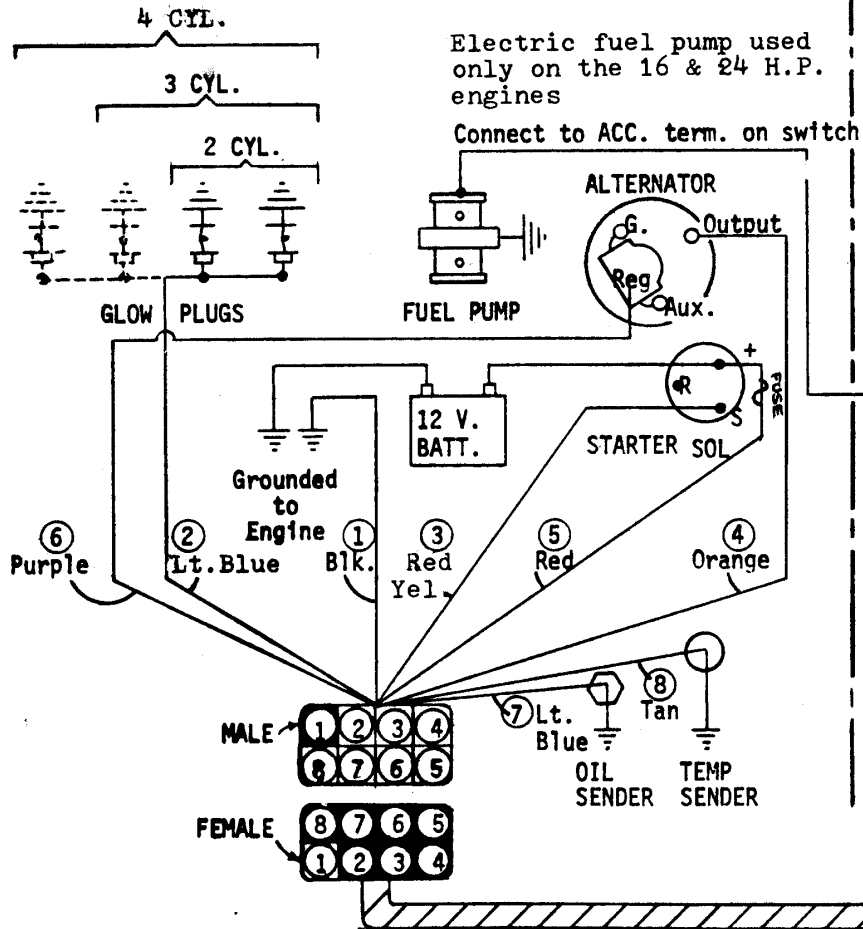 4 CYL.
3 CYL.
2 CYL.
Electric fuel pump used
only on the 16 & 24 H.P.
engines
Connect to ACC. term. on switch
ALTERNATOR
G.
Output
Reg
Aux.
GLOW PLUGS
FUEL PUMP
+
R
S
FUSE
12 V.
BATT.
STARTER SOL
Grounded
to
Engine
6
Purple
2
Lt.Blue
1
Blk.
3
Red
Yel.
5
Red
4
Orange
7
Lt.
Blue
8
Tan
OIL
SENDER
TEMP
SENDER
MALE
1 2 3 4
8 7 6 5
FEMALE
8 7 6 5
1 2 3 4